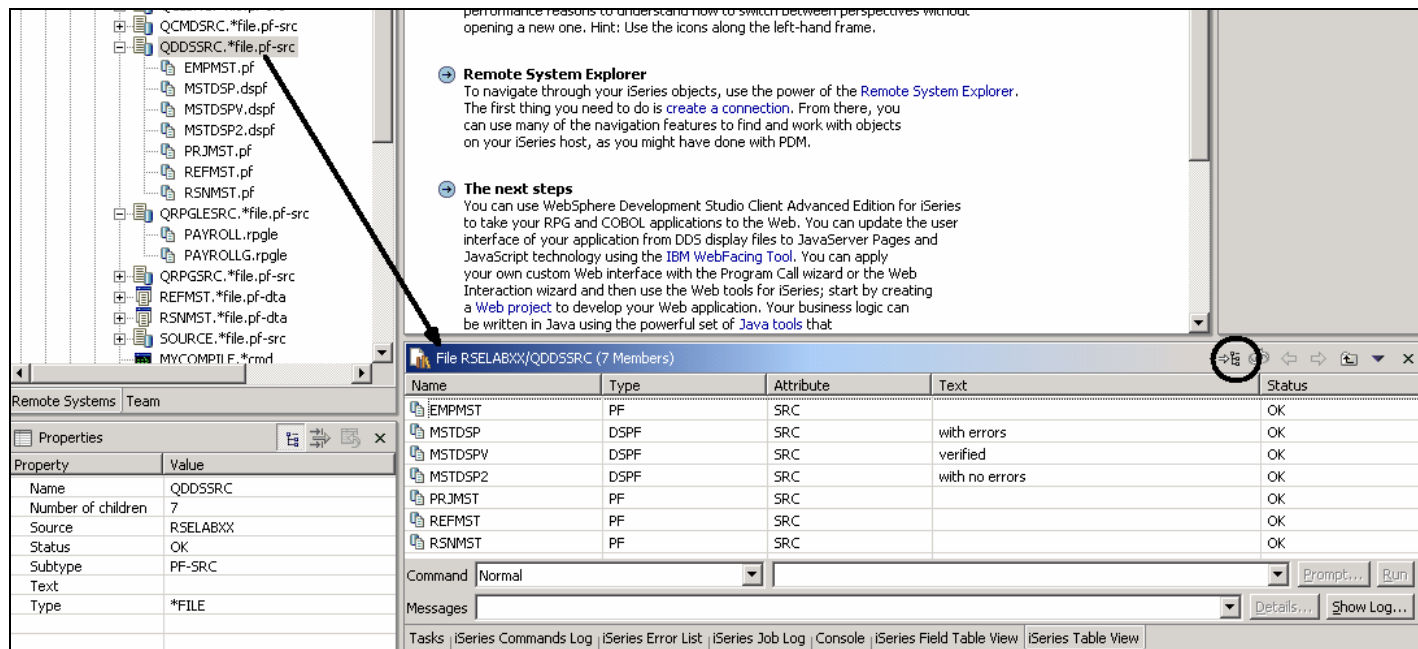 QCMDSRC.*file.pf-src
QDDSSRC.*file.pf-src
EMPMST.pf
MSTDSP.dspf
MSTDSPV.dspf
MSTDSP2.dspf
PRJMST.pf
REFMST.pf
RSNMST.pf
QRPGLESRC.*file.pf-src
PAYROLL.rpgle
PAYROLLG.rpgle
QRPGSRC.*file.pf-src
REFMST.*file.pf-dta
RSNMST.*file.pf-dta
SOURCE.*file.pf-src
MYCOMPILE.*cmd
Remote Systems Team
Properties
Property Value
Name QDDSSRC
Number of children 7
Source RSELABXX
Status OK
Subtype PF-SRC
Text
Type *FILE
performance reasons to understand how to switch between perspectives without
opening a new one. Hint: Use the icons along the left-hand frame.
Remote System Explorer
To navigate through your iSeries objects, use the power of the Remote System Explorer.
The first thing you need to do is create a connection. From there, you
can use many of the navigation features to find and work with objects
on your iSeries host, as you might have done with PDM.
The next steps
You can use WebSphere Development Studio Client Advanced Edition for iSeries
to take your RPG and COBOL applications to the Web. You can update the user
interface of your application from DDS display files to JavaServer Pages and
JavaScript technology using the IBM WebFacing Tool. You can apply
your own custom Web interface with the Program Call wizard or the Web
Interaction wizard and then use the Web tools for iSeries; start by creating
a Web project to develop your Web application. Your business logic can
be written in Java using the powerful set of Java tools that
File RSELABXX/QDDSSRC (7 Members)
Name Type Attribute Text Status
EMPMST PF SRC OK
MSTDSP DSPF SRC with errors OK
MSTDSPV DSPF SRC verified OK
MSTDSP2 DSPF SRC with no errors OK
PRJMST PF SRC OK
REFMST PF SRC OK
RSNMST PF SRC OK
Command Normal Prompt... Run
Messages Details... Show Log...
Tasks iSeries Commands Log iSeries Error List iSeries Job Log Console iSeries Field Table View iSeries Table View